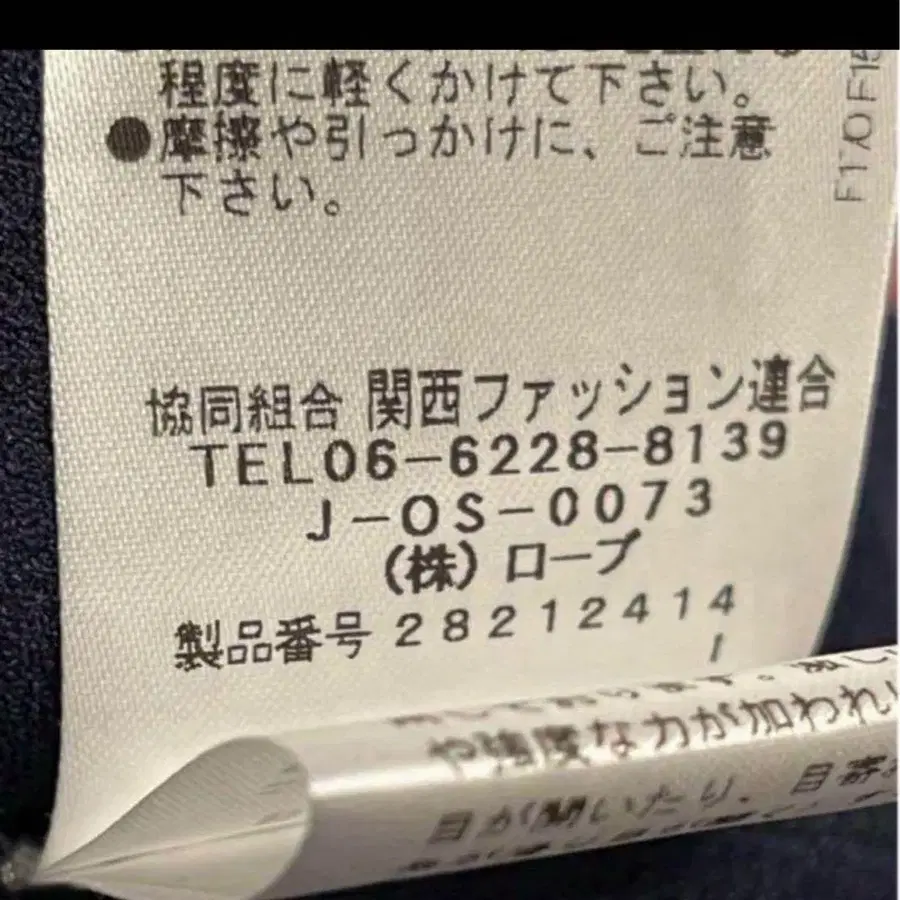 程度に軽くかけて下さい。
●摩擦や引っかけに、ご注意
下さい。
F170F15
協同組合 関西ファッション連合
TEL06-6228-8139
J-OS-0073
(株)ロープ
製品番号 28212414
や強度な力が加われ
目が開いたり、目寄